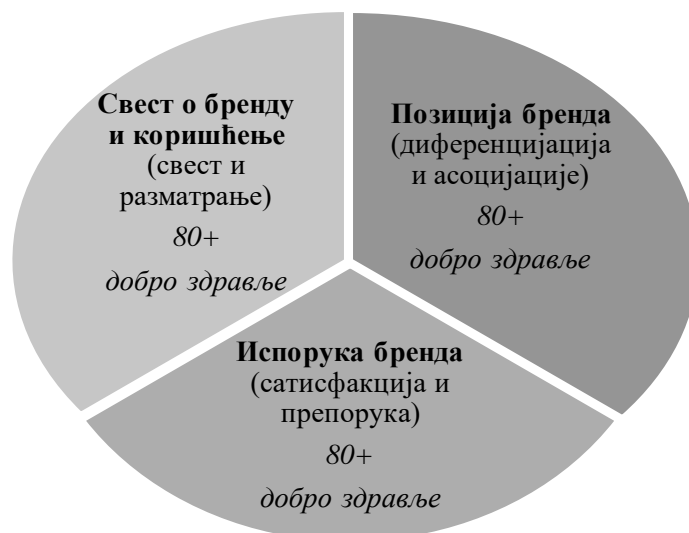 Свест о бренду
и коришћење
(свест и
разматрање)
80+
добро здравље
Позиција бренда
(диференцијација
и асоцијације)
80+
добро здравље
Испорука бренда
(сатисфакција и
препорука)
80+
добро здравље